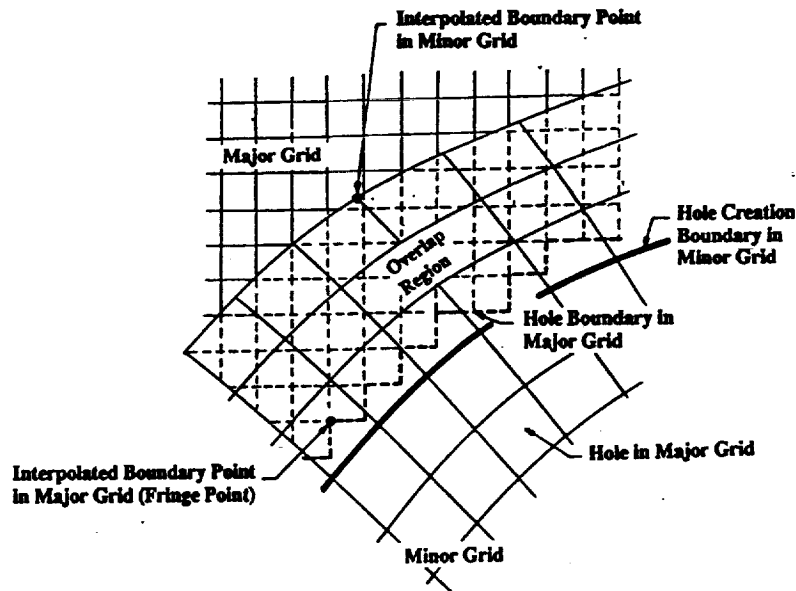 Interpolated Boundary Point
in Minor Grid
Major Grid
Hole Creation
Boundary in
Minor Grid
Overlap
Region
Hole Boundary in
Major Grid
Interpolated Boundary Point
in Major Grid (Fringe Point)
Hole in Major Grid
Minor Grid